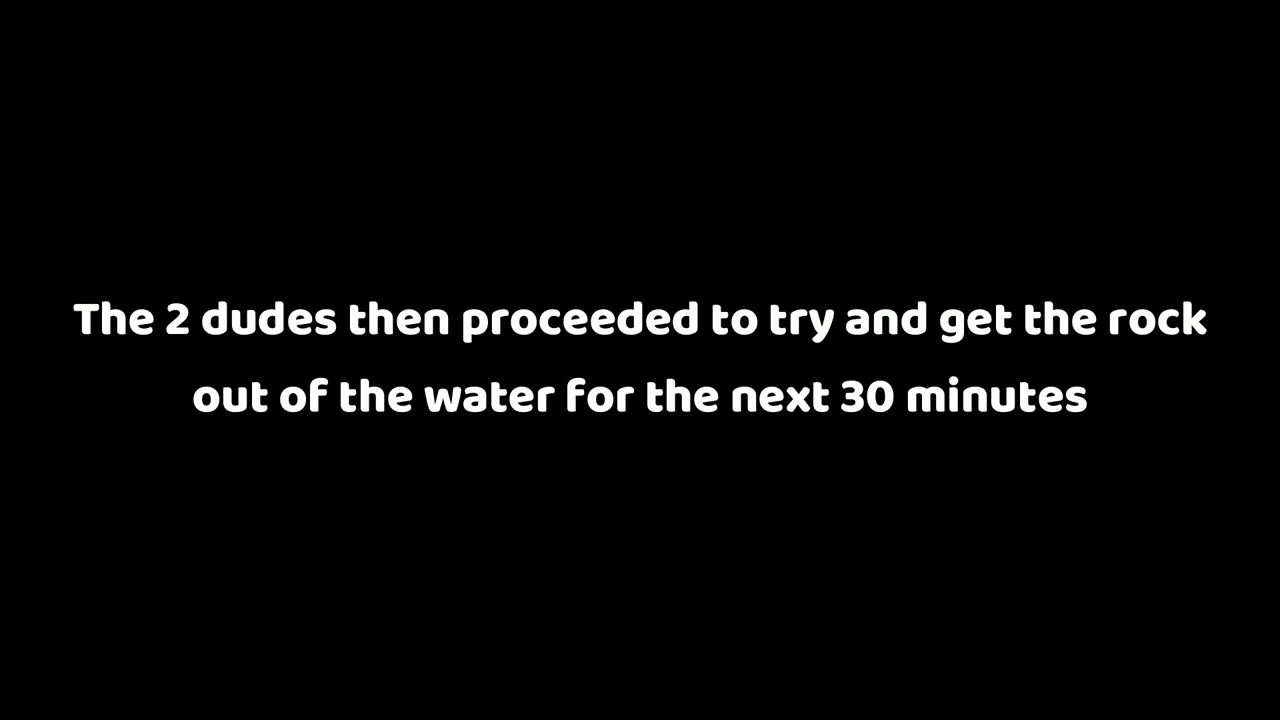 The 2 dudes then proceeded to try and get the rock
out of the water for the next 30 minutes